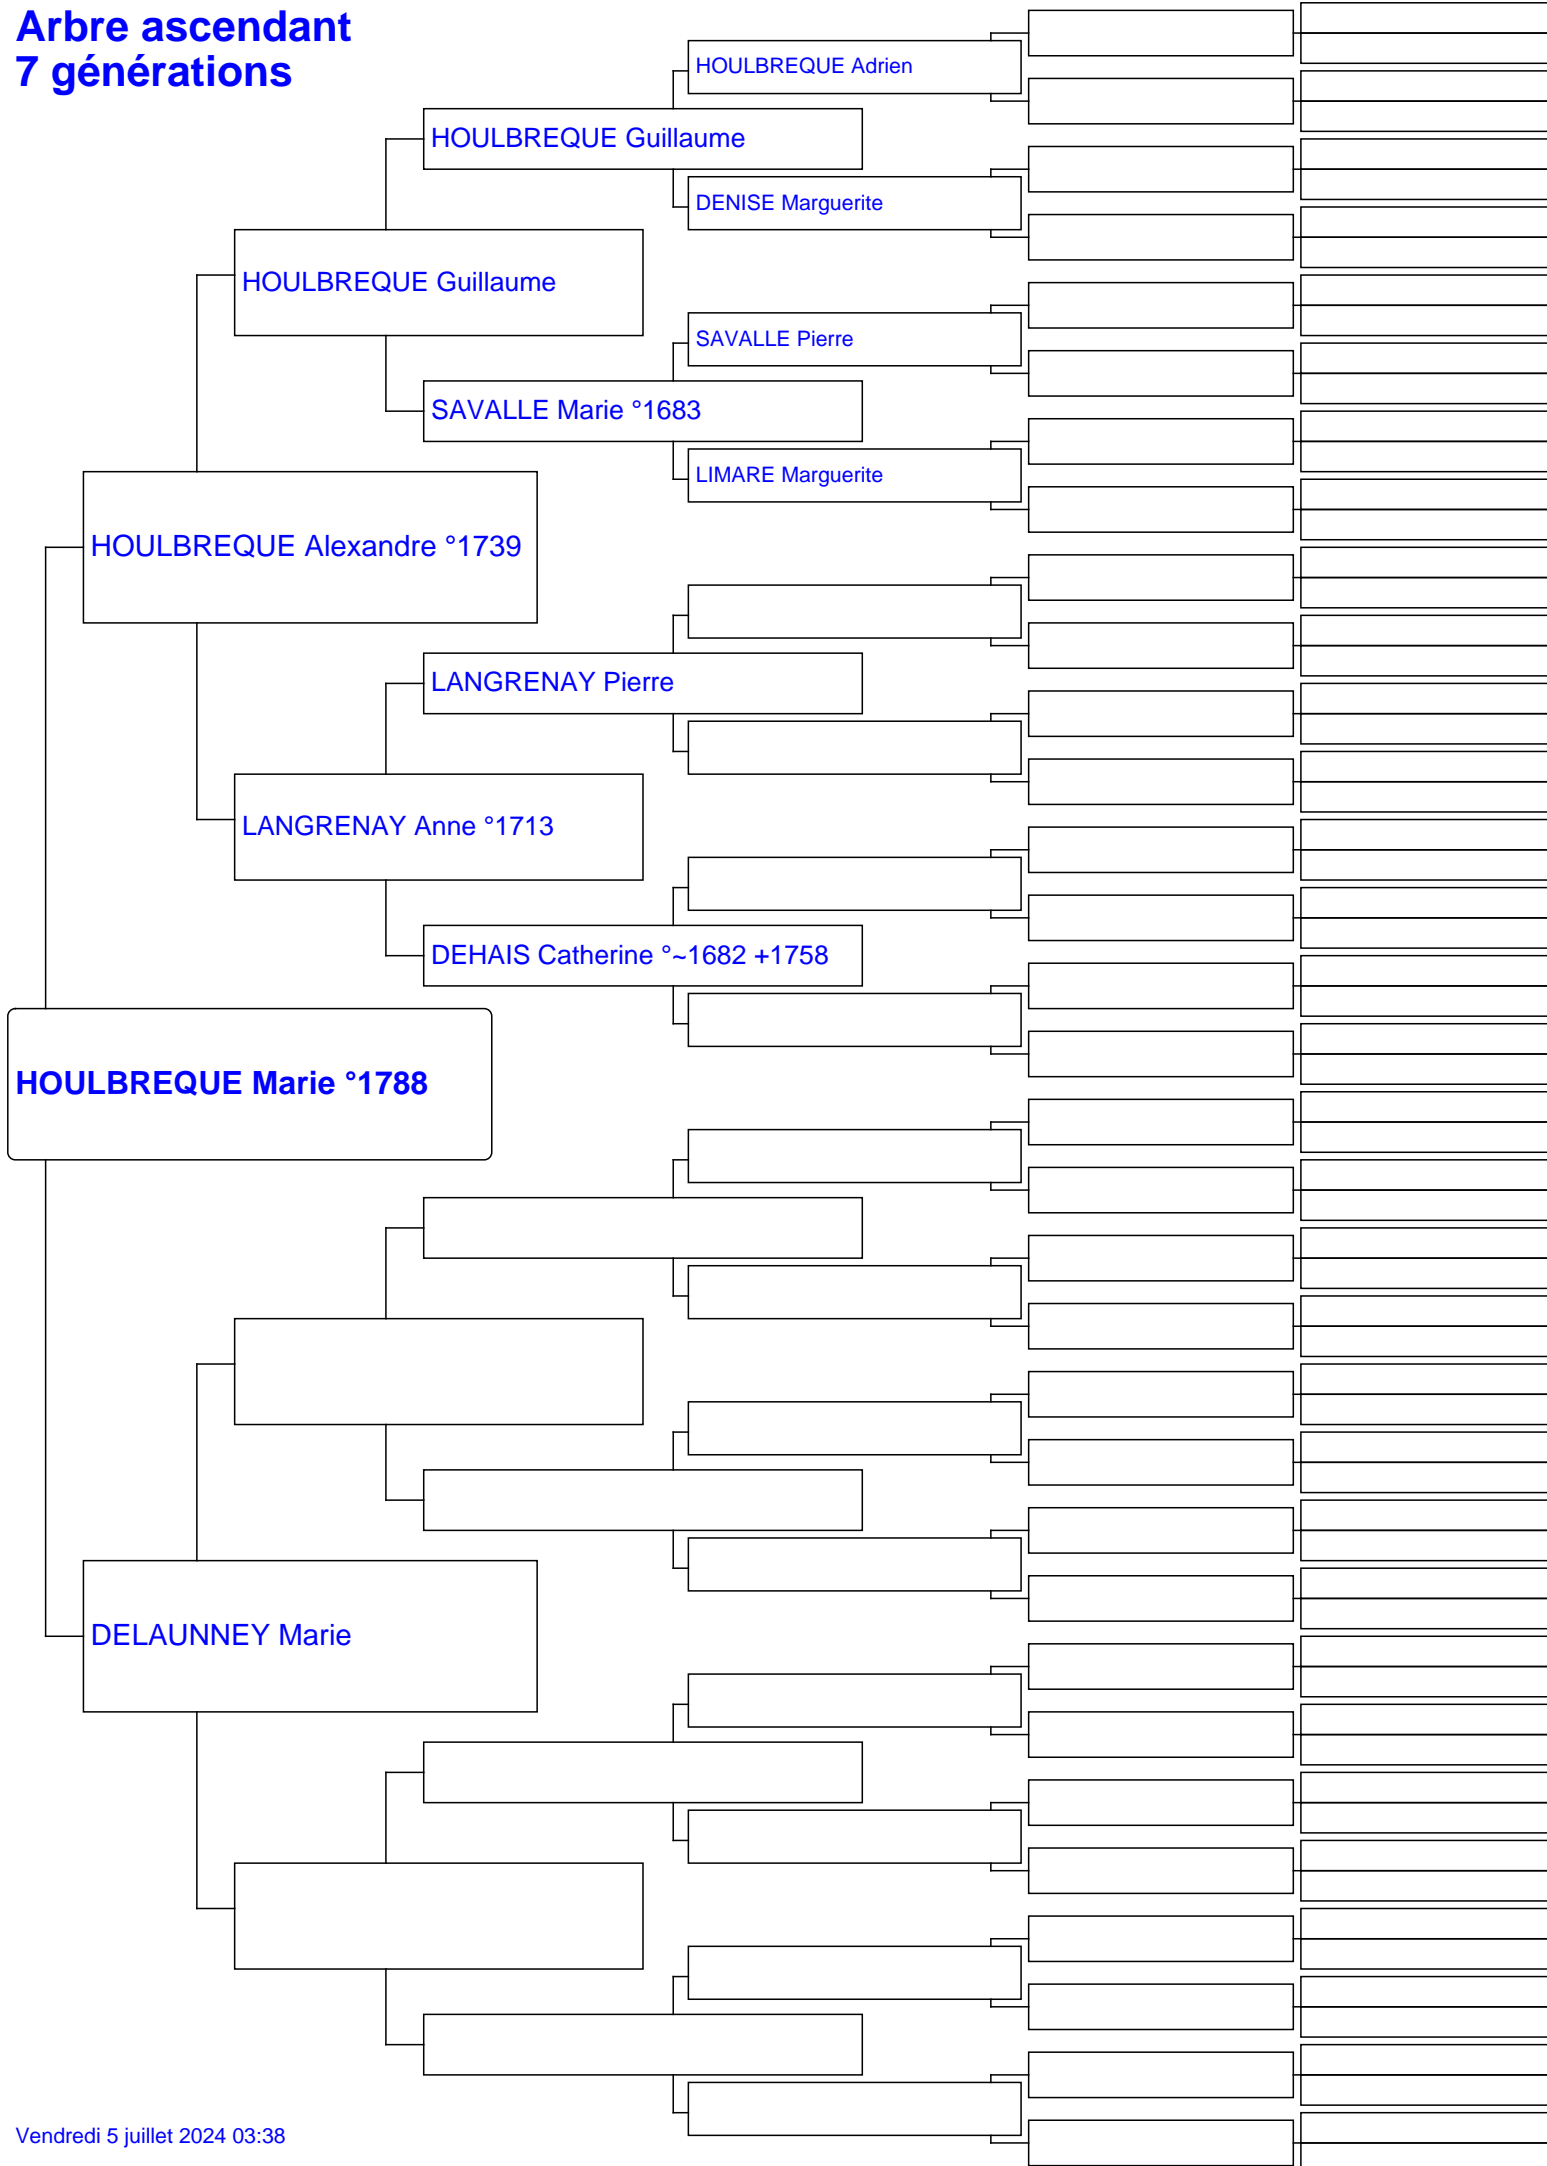 Arbre ascendant
7 générations
HOULBREQUE Adrien
HOULBREQUE Guillaume
DENISE Marguerite
HOULBREQUE Guillaume
SAVALLE Pierre
SAVALLE Marie °1683
LIMARE Marguerite
HOULBREQUE Alexandre °1739
LANGRENAY Pierre
LANGRENAY Anne °1713
DEHAIS Catherine °~1682 +1758
HOULBREQUE Marie °1788
DELAUNNEY Marie
Vendredi 5 juillet 2024 03:38